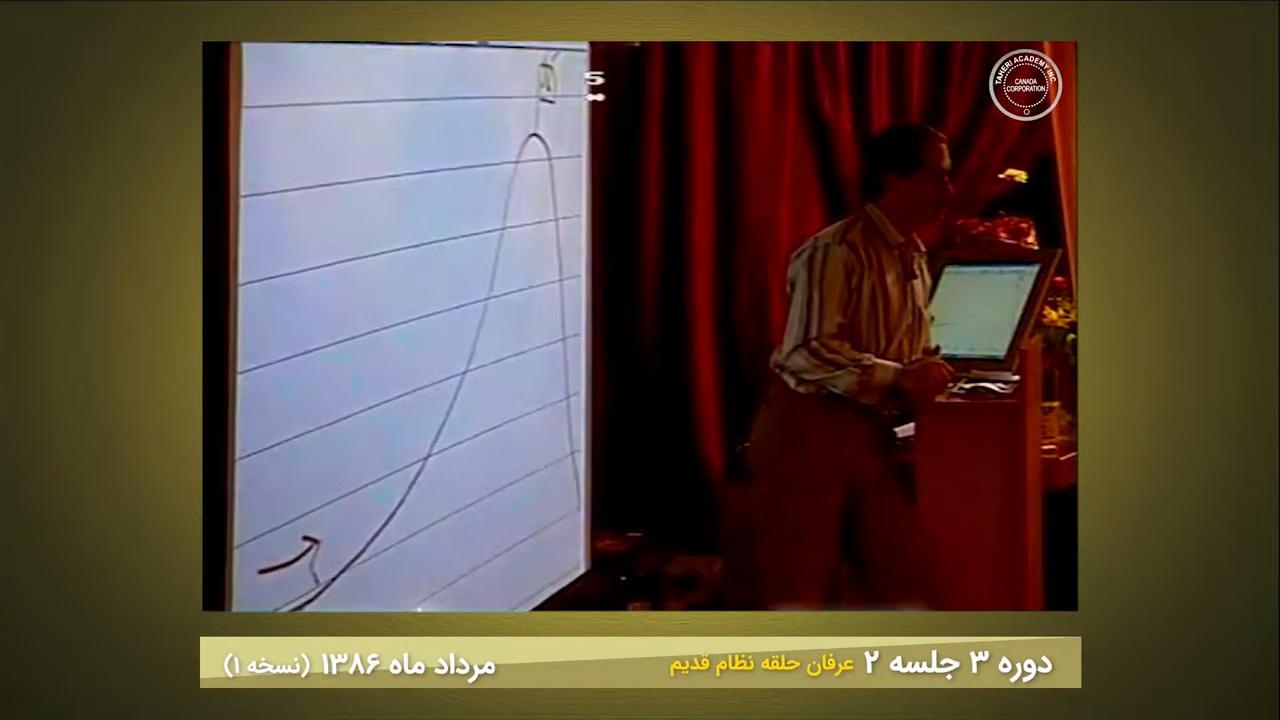 TAHERI ACADEMY INC.
CANADA
CORPORATION
5
دوره ۳ جلسه ۲ عرفان حلقه نظام قدیم
مرداد ماه ۱۳۸۶ (نسخه ۱)